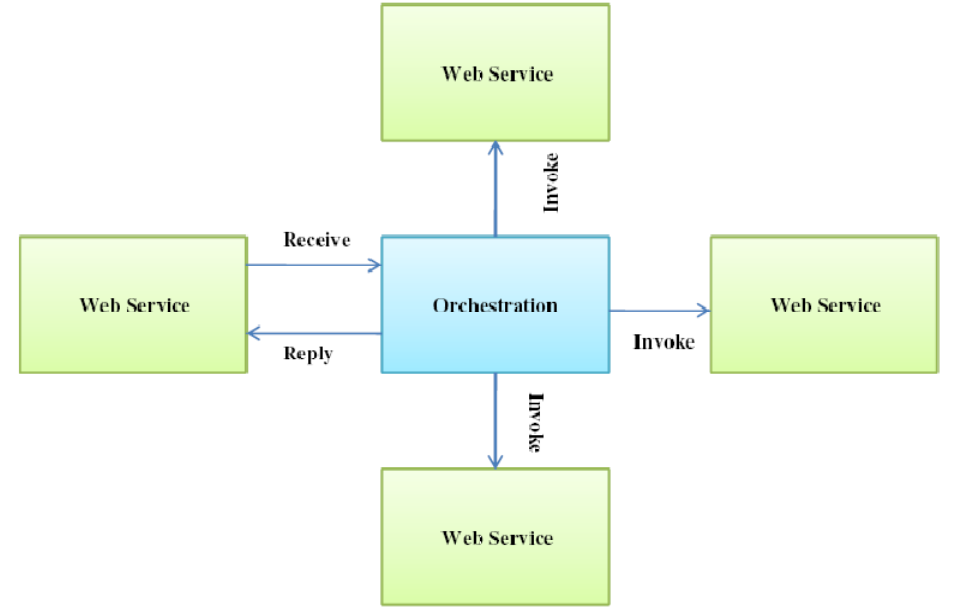 Web Service
Invoke
Receive
Web Service
Orchestration
Web Service
Invoke
Reply
Invoke
Web Service